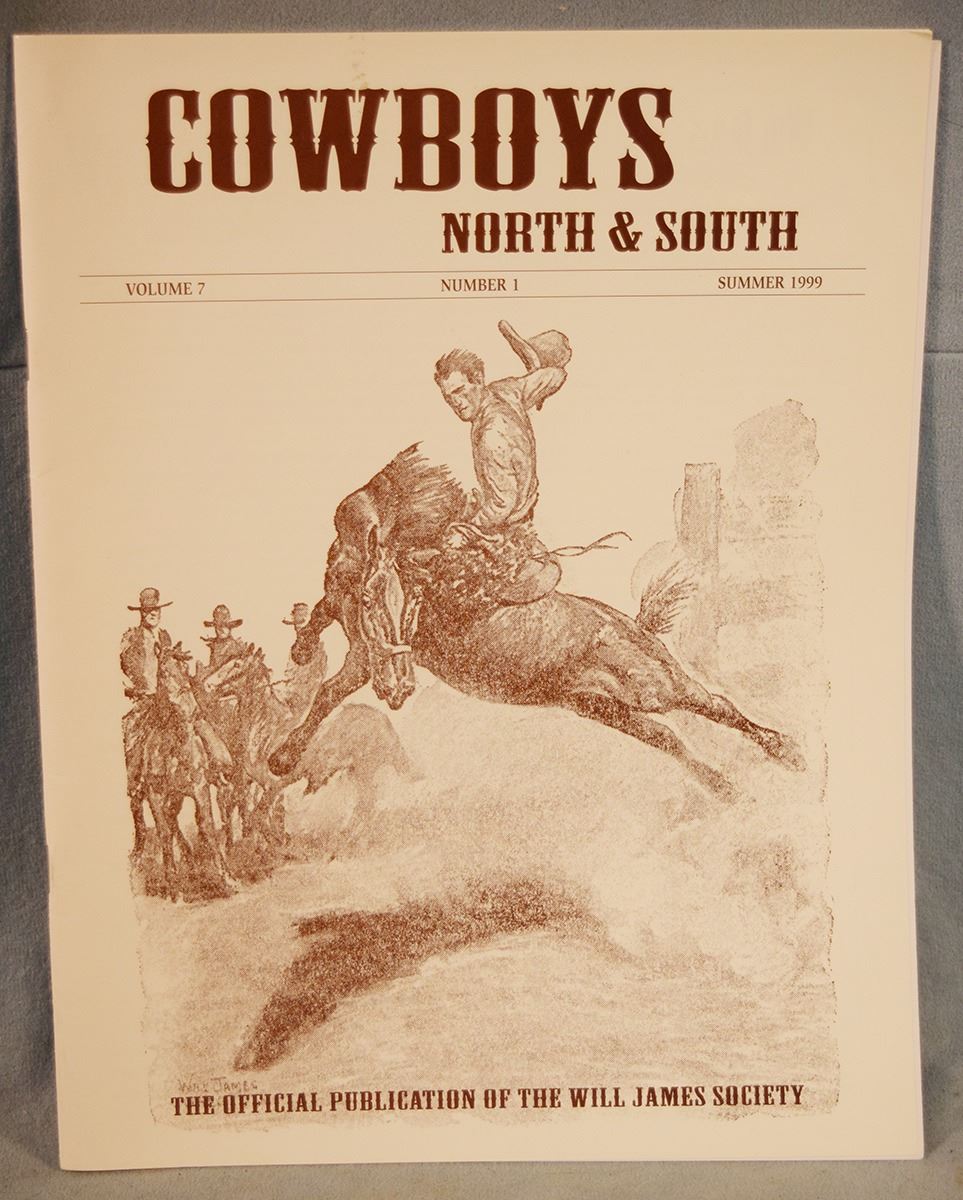 COWBOYS
NORTH & SOUTH
VOLUME 7 NUMBER 1 SUMMER 1999
WILL JAMES
THE OFFICIAL PUBLICATION OF THE WILL JAMES SOCIETY